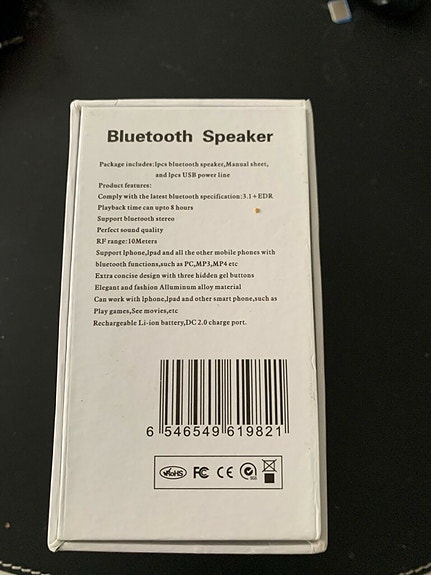 Bluetooth Speaker
Package includes:1pcs bluetooth speaker,Manual sheet,
and 1pcs USB power line
Product features:
Comply with the latest bluetooth specification:3.1+EDR
Playback time can upto 8 hours
Support bluetooth stereo
Perfect sound quality
RF range:10Meters
Support Iphone,Ipad and all the other mobile phones with
bluetooth functions,such as PC,MP3,MP4 etc
Extra concise design with three hidden gel buttons
Elegant and fashion Alluminum alloy material
Can work with Iphone,Ipad and other smart phone,such as
Play games,See movies,etc
Rechargeable Li-ion battery,DC 2.0 charge port.
6 546549 619821
RoHS FC CE